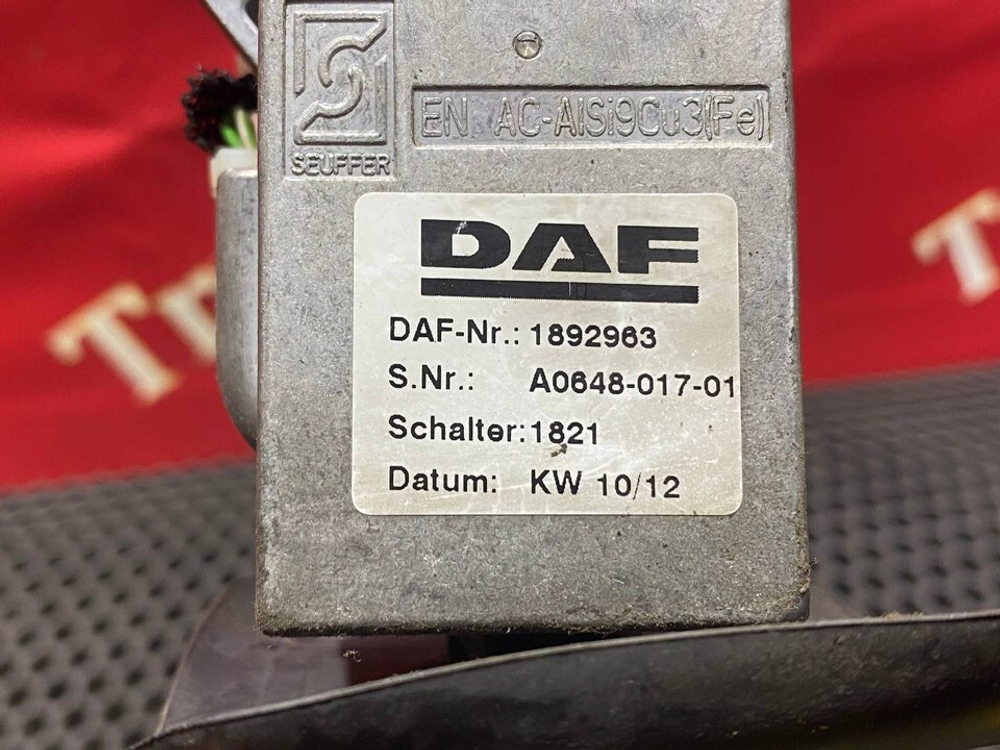 SEUFFER
EN AC-AlSi9Cu3(Fe)
DAF
DAF-Nr.: 1892963
S.Nr.: A0648-017-01
Schalter: 1821
Datum: KW 10/12